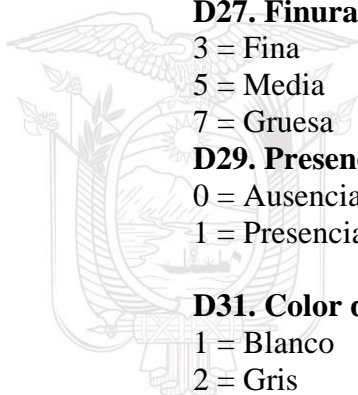 D27. Finura
3 = Fina
5 = Media
7 = Gruesa
D29.
0 = Ausencia
1 = Presencia
D31. Color
1 = Blanco
2 = Gris